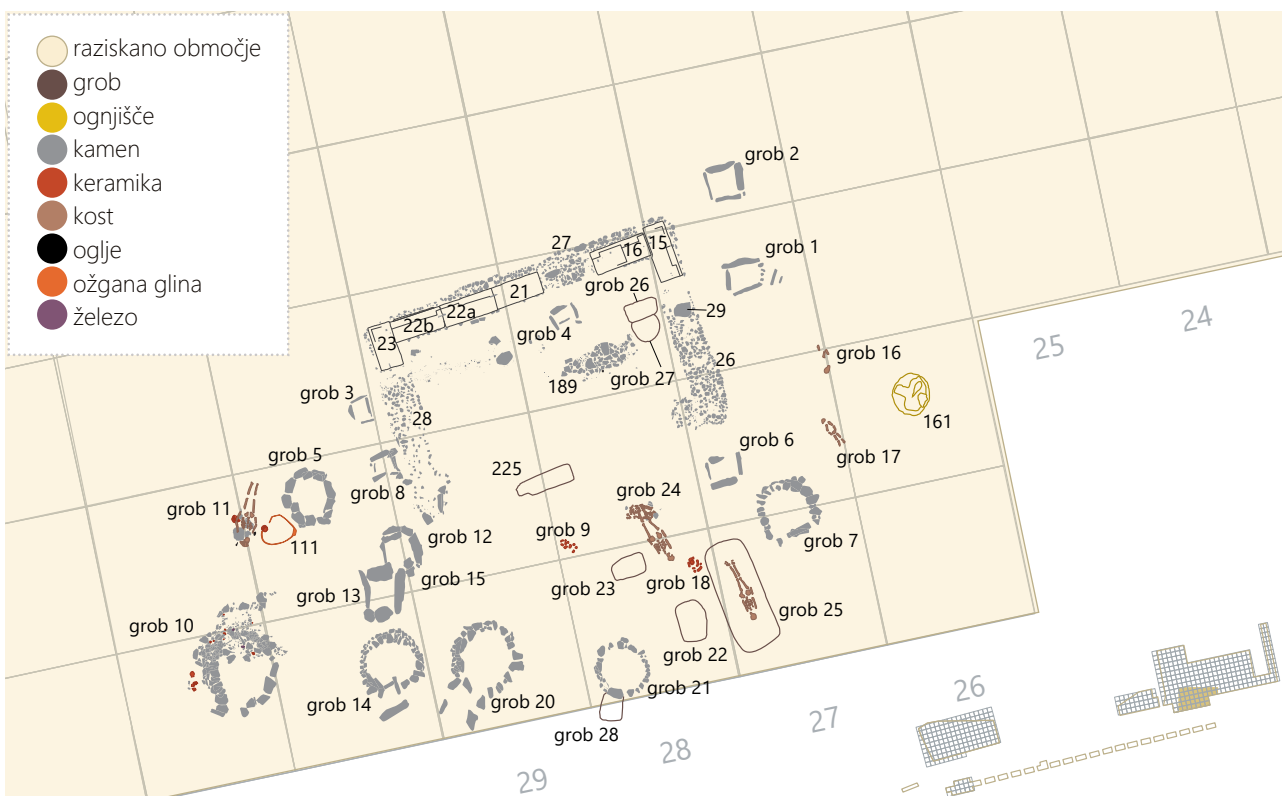 raziskano območje
grob
ognjišče
kamen
keramika
kost
oglje
ožgana glina
železo
grob 2
27
16
15
grob 1
grob 26
21
22a
22b
23
grob 4
29
24
25
189
grob 27
26
grob 16
grob 3
28
161
grob 6
grob 17
grob 5
grob 8
225
grob 24
grob 11
111
grob 12
grob 9
grob 7
grob 15
grob 13
grob 23
grob 18
grob 25
grob 10
grob 22
grob 14
grob 20
grob 21
grob 28
26
27
28
29